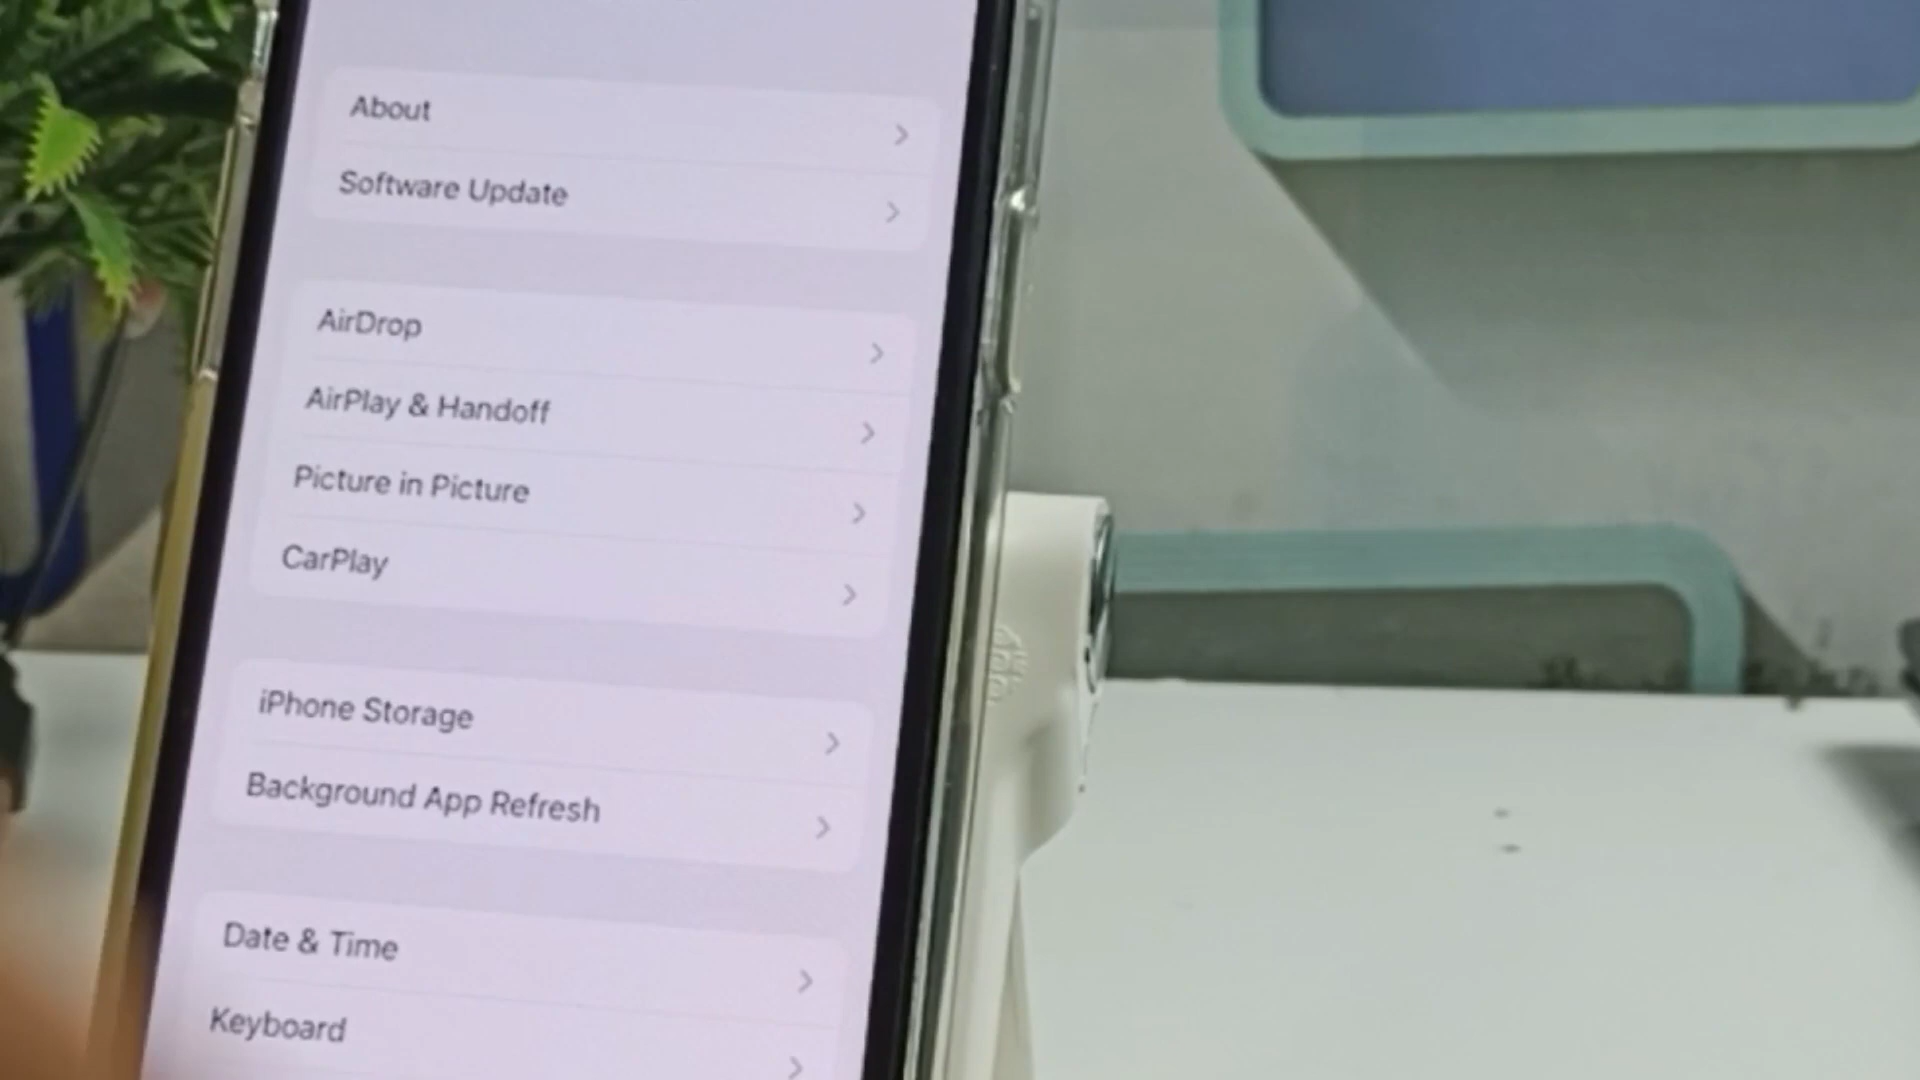 About
Software Update
AirDrop
AirPlay & Handoff
Picture in Picture
CarPlay
iPhone Storage
Background App Refresh
Date & Time
Keyboard